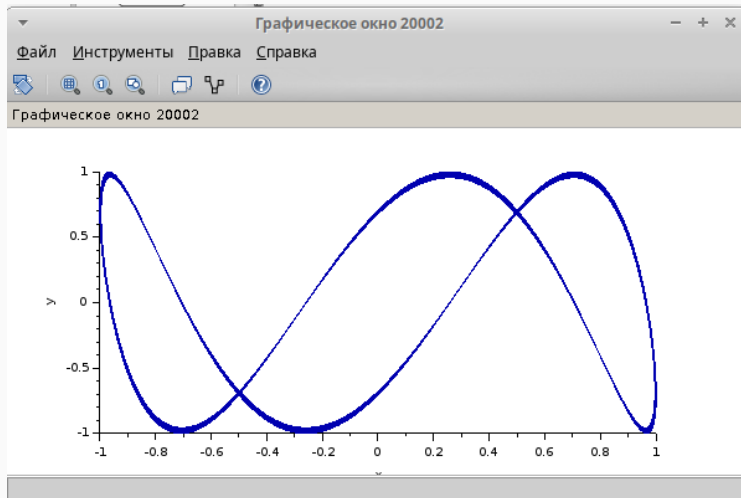 Графическое окно 20002
Файл Инструменты Правка Справка
Графическое окно 20002
1
0.5
y
0
-0.5
-1
-1 -0.8 -0.6 -0.4 -0.2 0 0.2 0.4 0.6 0.8 1